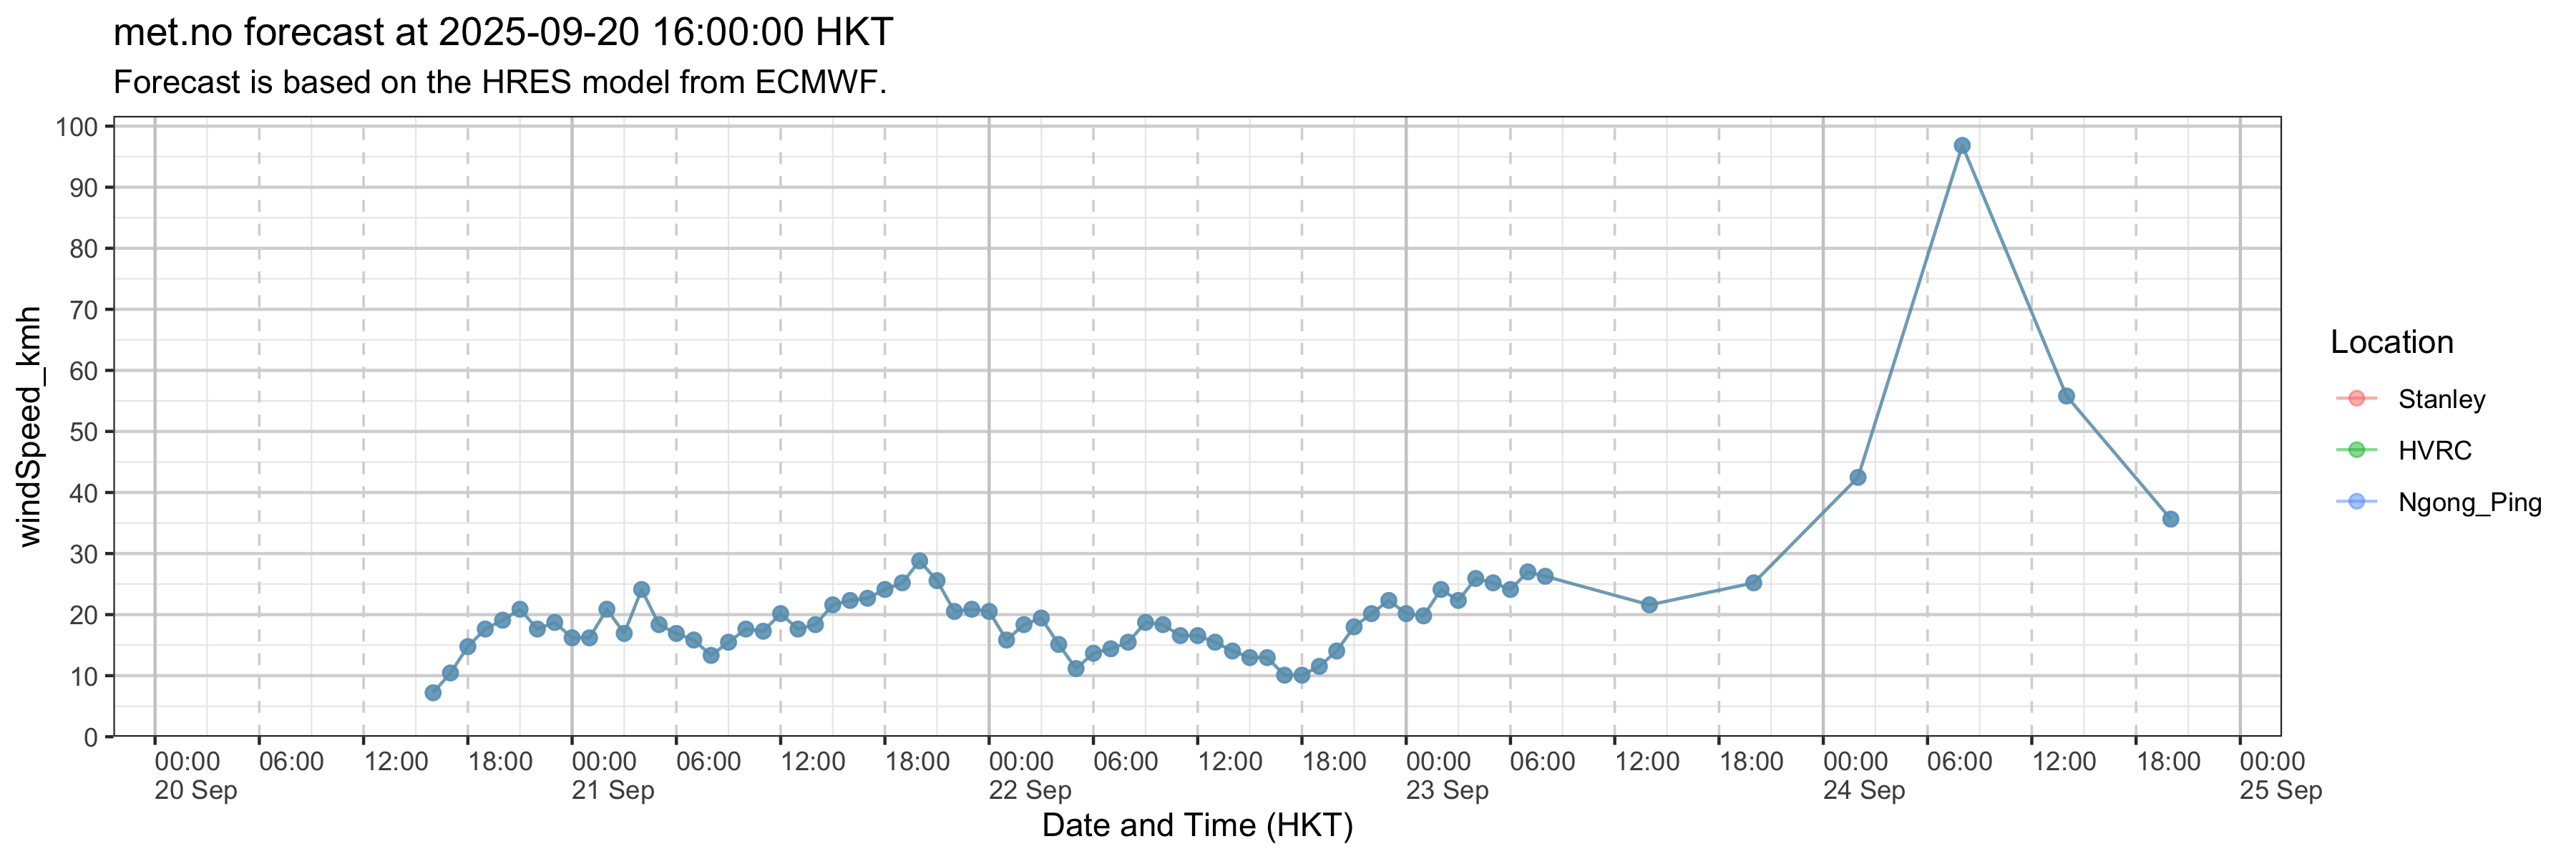 met.no forecast at 2025-09-20 16:00:00 HKT
Forecast is based on the HRES model from ECMWF.
windSpeed_kmh
100
90
80
70
60
50
40
30
20
10
0
00:00 06:00 12:00 18:00 00:00 06:00 12:00 18:00 00:00 06:00 12:00 18:00 00:00 06:00 12:00 18:00 00:00 06:00 12:00 18:00 00:00
20 Sep 21 Sep 22 Sep 23 Sep 24 Sep 25 Sep
Date and Time (HKT)
Location
Stanley
HVRC
Ngong_Ping